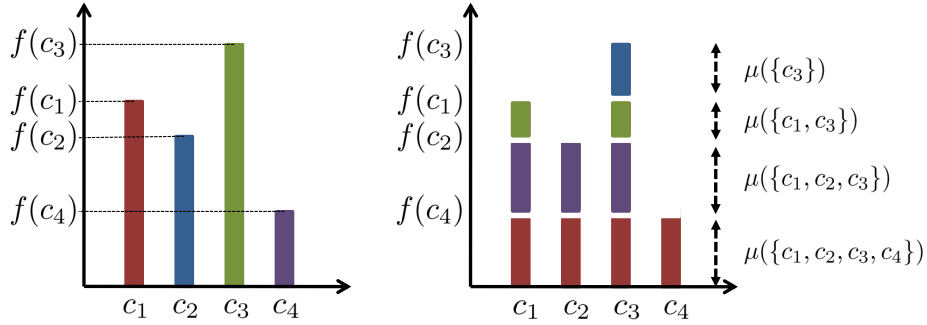 f(c₃)
f(c₁)
f(c₂)
f(c₄)
c₁ c₂ c₃ c₄
f(c₃)
f(c₁)
f(c₂)
f(c₄)
c₁ c₂ c₃ c₄
μ({c₃})
μ({c₁, c₃})
μ({c₁, c₂, c₃})
μ({c₁, c₂, c₃, c₄})